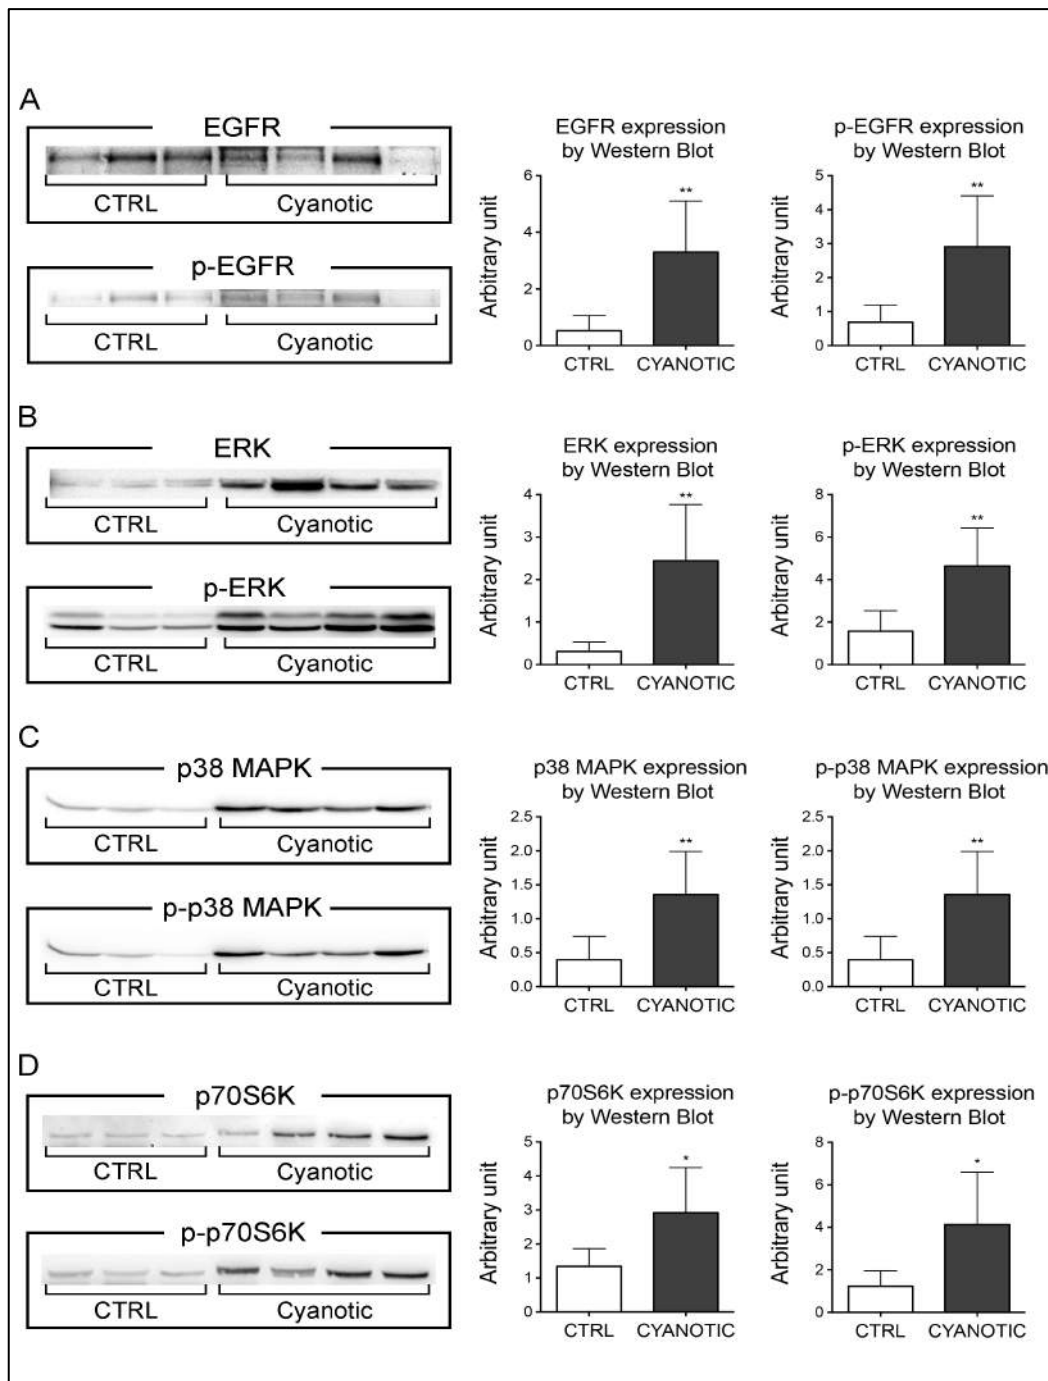 A
EGFR
CTRL
Cyanotic
p-EGFR
CTRL
Cyanotic
EGFR expression
by Western Blot
Arbitrary unit
6
4
2
0
**
CTRL
CYANOTIC
p-EGFR expression
by Western Blot
Arbitrary unit
5
4
3
2
1
0
**
CTRL
CYANOTIC
B
ERK
CTRL
Cyanotic
p-ERK
CTRL
Cyanotic
ERK expression
by Western Blot
Arbitrary unit
4
3
2
1
0
**
CTRL
CYANOTIC
p-ERK expression
by Western Blot
Arbitrary unit
8
6
4
2
0
**
CTRL
CYANOTIC
C
p38 MAPK
CTRL
Cyanotic
p-p38 MAPK
CTRL
Cyanotic
p38 MAPK expression
by Western Blot
Arbitrary unit
2.5
2.0
1.5
1.0
0.5
0.0
**
CTRL
CYANOTIC
p-p38 MAPK expression
by Western Blot
Arbitrary unit
2.5
2.0
1.5
1.0
0.5
0.0
**
CTRL
CYANOTIC
D
p70S6K
CTRL
Cyanotic
p-p70S6K
CTRL
Cyanotic
p70S6K expression
by Western Blot
Arbitrary unit
5
4
3
2
1
0
*
CTRL
CYANOTIC
p-p70S6K expression
by Western Blot
Arbitrary unit
8
6
4
2
0
*
CTRL
CYANOTIC